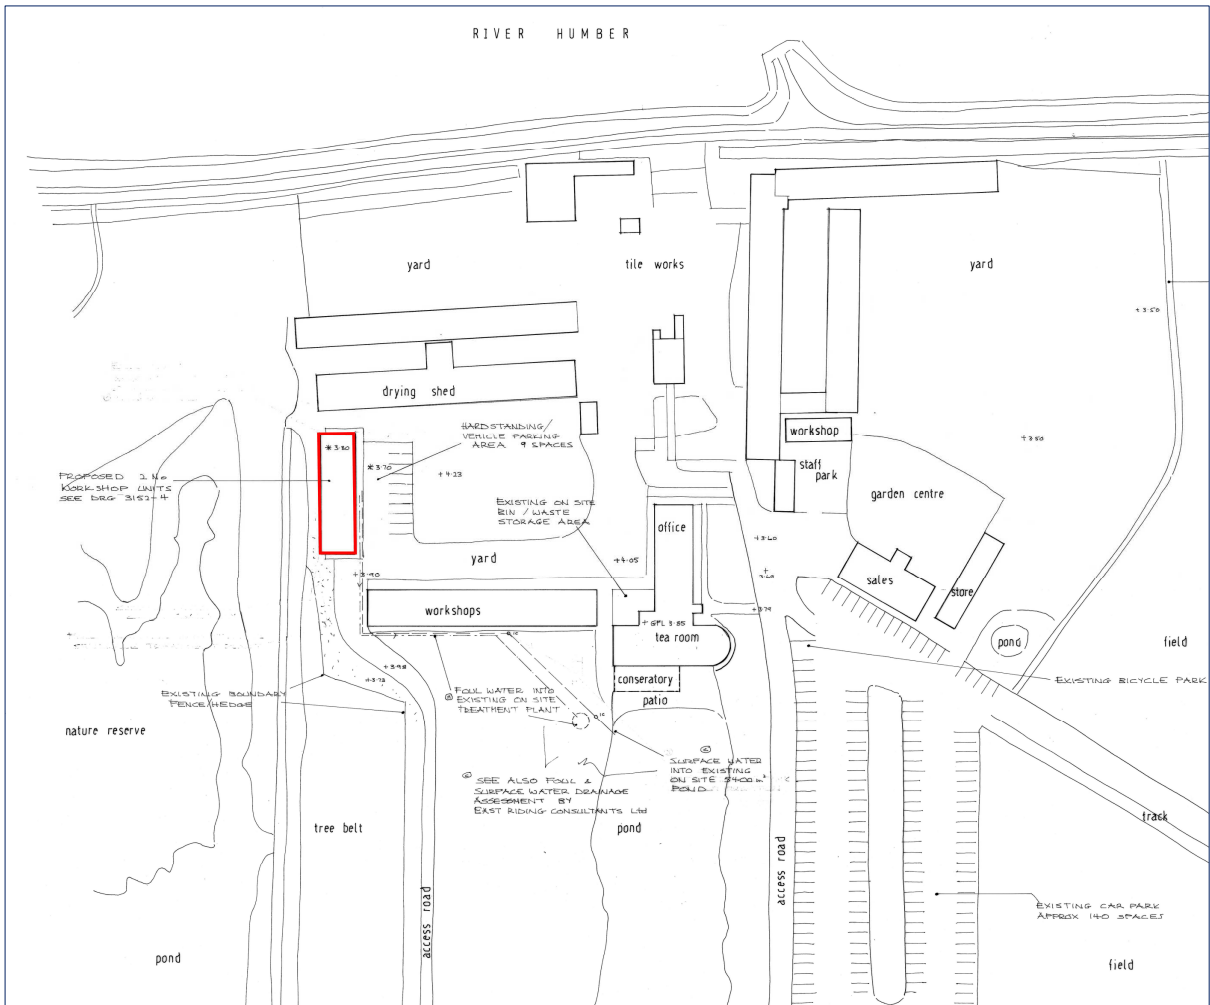 RIVER HUMBER
yard
tile works
yard
+3.50
drying shed
HARDSTANDING/
VEHICLE PARKING
AREA 9 SPACES
workshop
+3.50
*3.80
*3.70
+4.23
staff
park
garden centre
PROPOSED 2 No
WORKSHOP UNITS
SEE DRG 3152-4
EXISTING ON SITE
BIN / WASTE
STORAGE AREA
office
yard
+4.05
+3.60
+3.90
sales
store
workshops
+3.79
+GFL 3.85
tea room
IC
pond
field
+3.98
+3.73
conseratory
patio
EXISTING BICYCLE PARK
EXISTING BOUNDARY
FENCE/HEDGE
FOUL WATER INTO
EXISTING ON SITE
TREATMENT PLANT
IC
nature reserve
SURFACE WATER
INTO EXISTING
ON SITE 5400m²
POND
SEE ALSO FOUL &
SURFACE WATER DRAINAGE
ASSESSMENT BY
EAST RIDING CONSULTANTS Ltd
tree belt
pond
track
access road
access road
EXISTING CAR PARK
APPROX 140 SPACES
pond
field